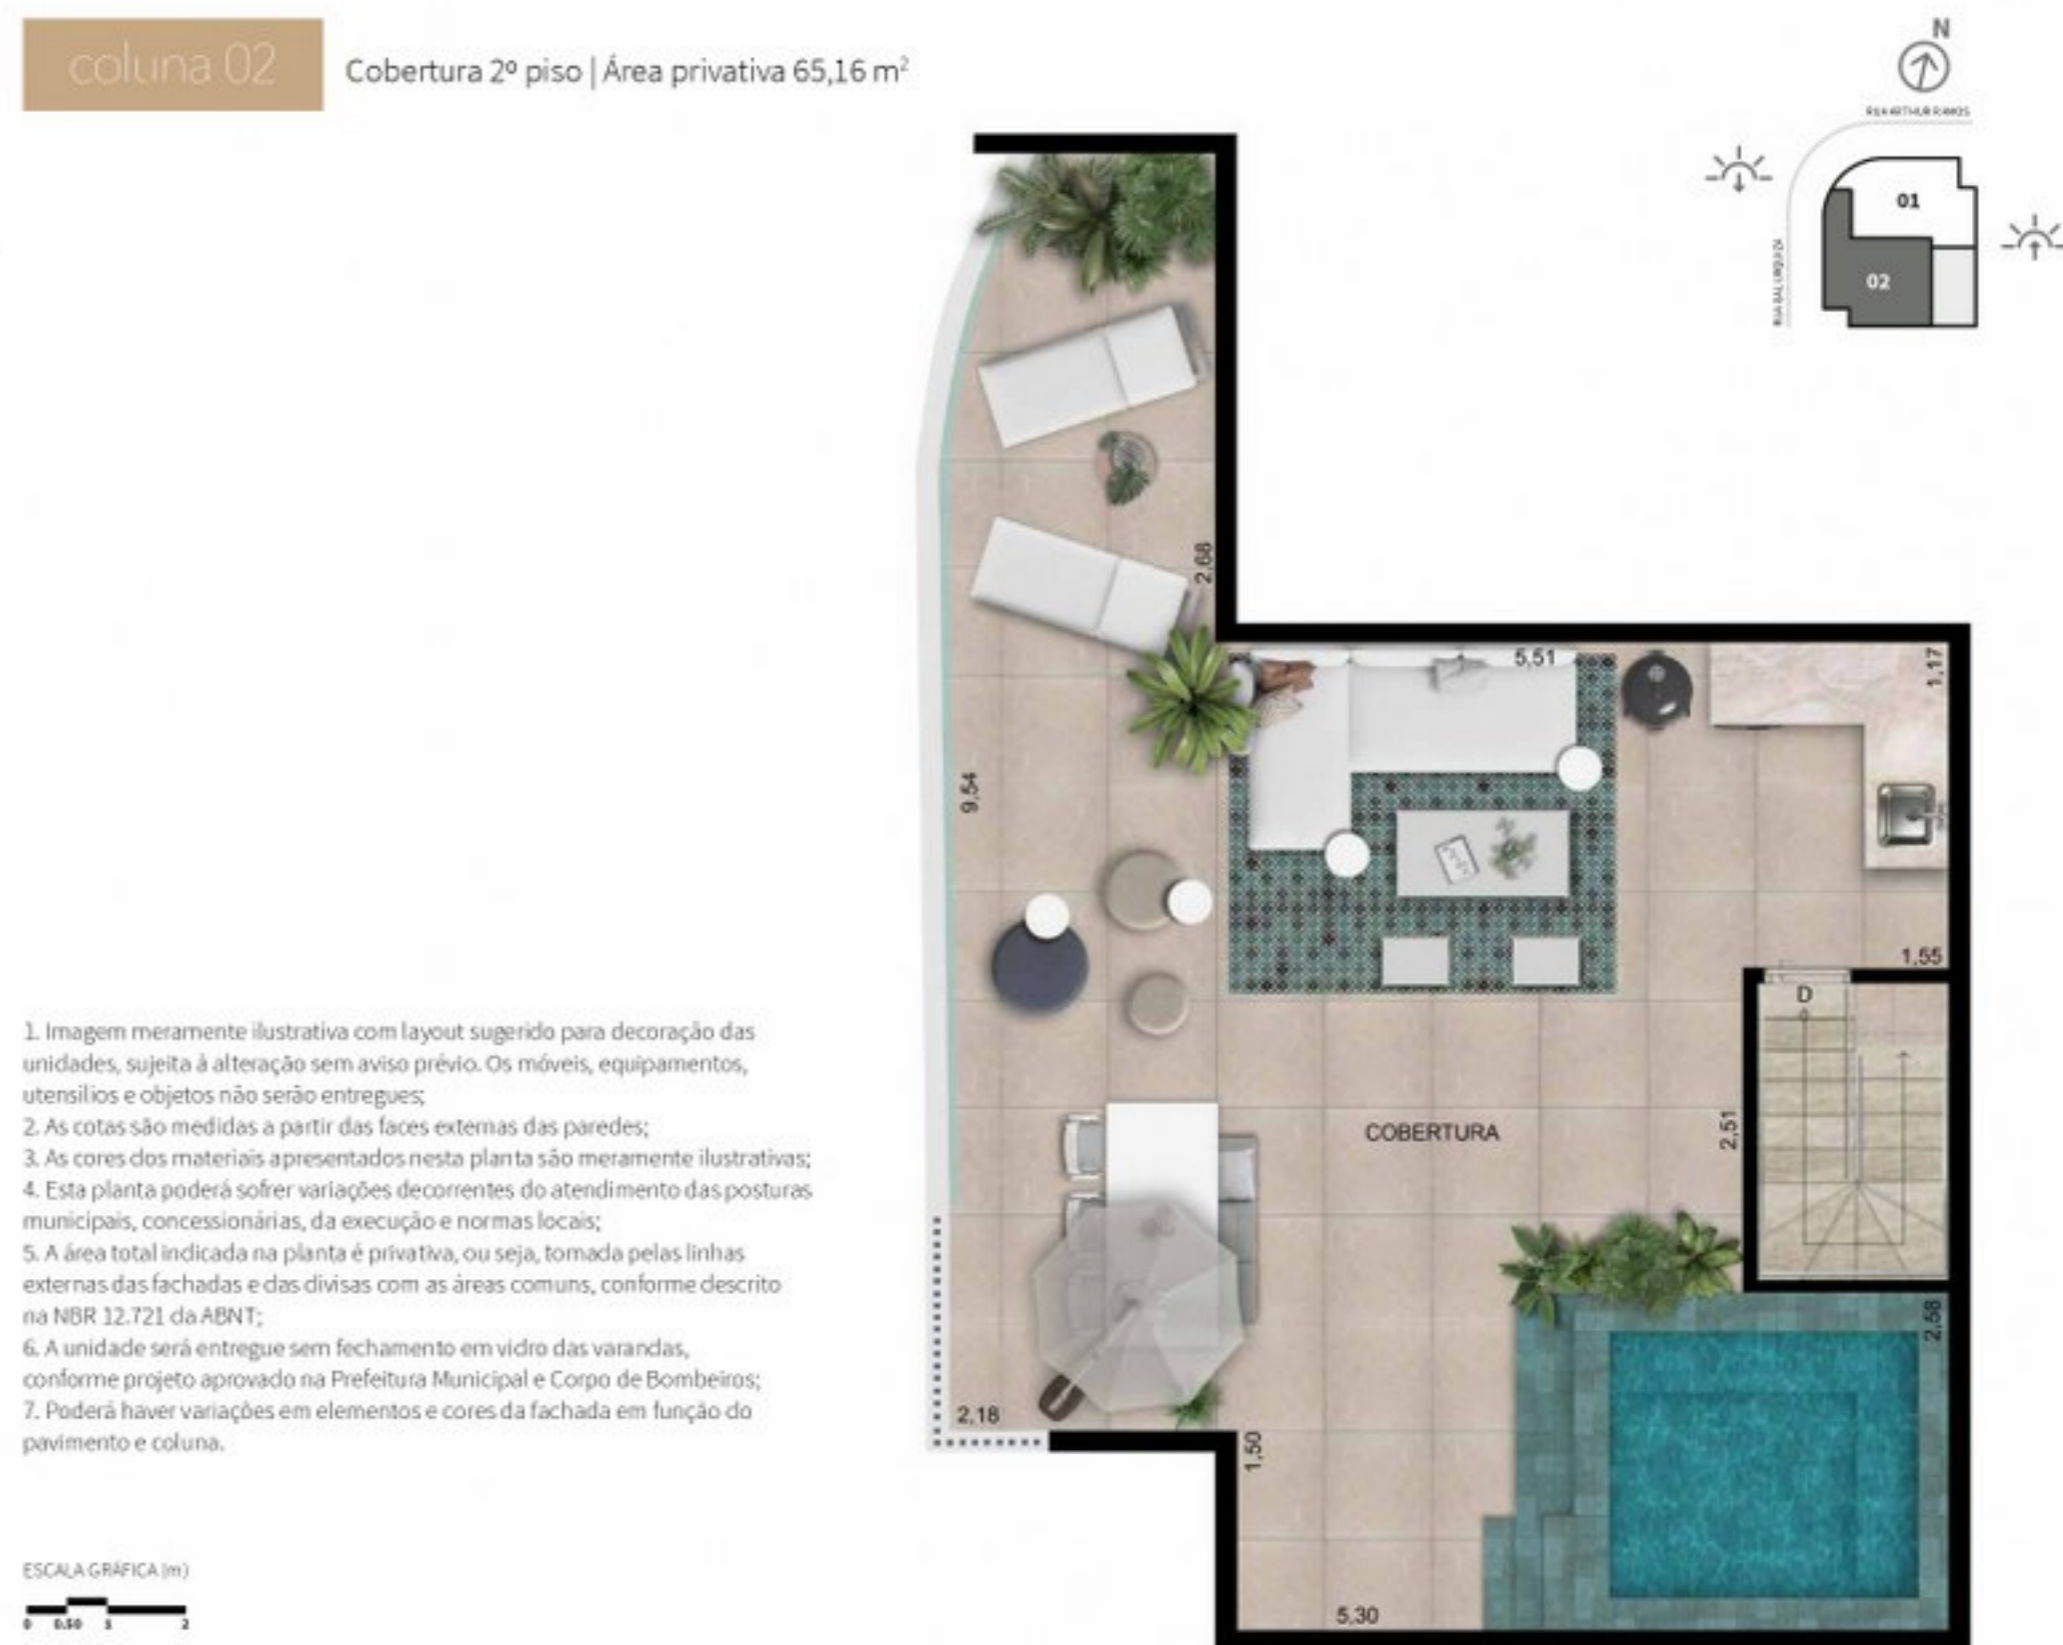 coluna 02
Cobertura 2º piso | Área privativa 65,16 m²
N
RUA ARTHUR RAMOS
01
02
2,68
5,51
1,17
9,54
1,55
D
2,51
COBERTURA
2,58
2,18
1,50
5,30
1. Imagem meramente ilustrativa com layout sugerido para decoração das
unidades, sujeita à alteração sem aviso prévio. Os móveis, equipamentos,
utensílios e objetos não serão entregues;
2. As cotas são medidas a partir das faces externas das paredes;
3. As cores dos materiais apresentados nesta planta são meramente ilustrativas;
4. Esta planta poderá sofrer variações decorrentes do atendimento das posturas
municipais, concessionárias, da execução e normas locais;
5. A área total indicada na planta é privativa, ou seja, tomada pelas linhas
externas das fachadas e das divisas com as áreas comuns, conforme descrito
na NBR 12.721 da ABNT;
6. A unidade será entregue sem fechamento em vidro das varandas,
conforme projeto aprovado na Prefeitura Municipal e Corpo de Bombeiros;
7. Poderá haver variações em elementos e cores da fachada em função do
pavimento e coluna.
ESCALA GRÁFICA (m)
0 0.50 1 2